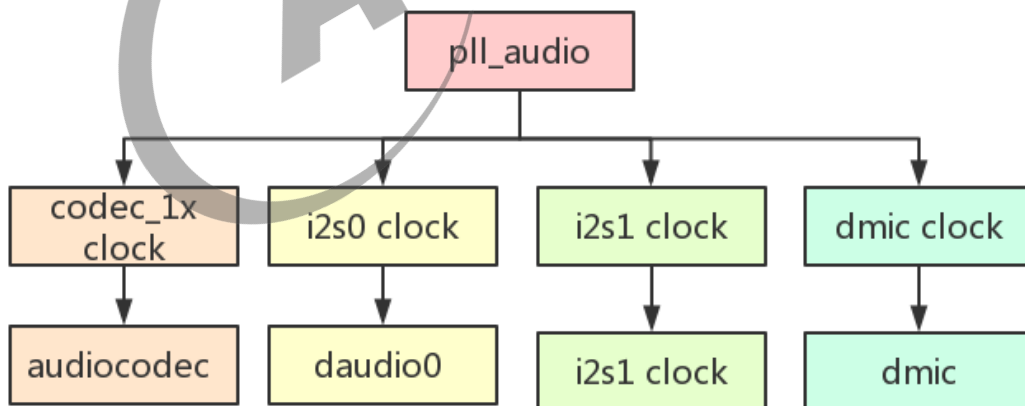 pll_audio
codec_1x
clock
i2s0 clock
i2s1 clock
dmic clock
audiocodec
daudio0
i2s1 clock
dmic